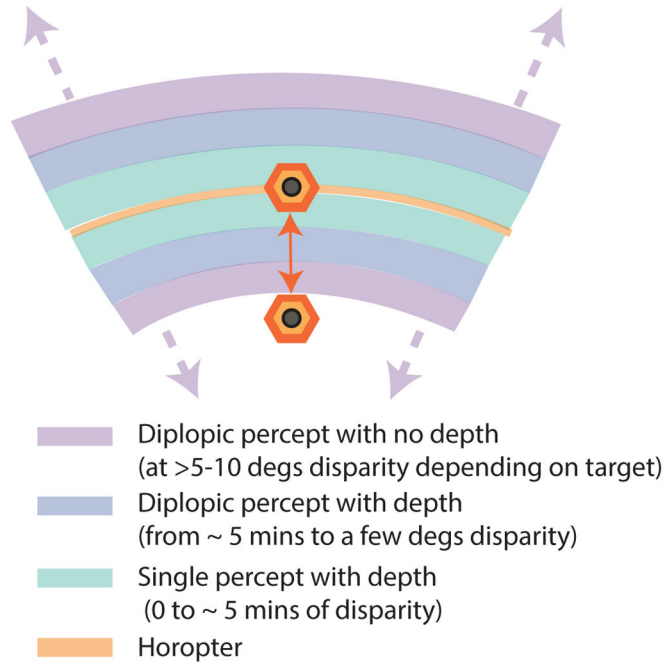 Diplopic percept with no depth
(at >5-10 degs disparity depending on target)
Diplopic percept with depth
(from ~ 5 mins to a few degs disparity)
Single percept with depth
(0 to ~ 5 mins of disparity)
Horopter